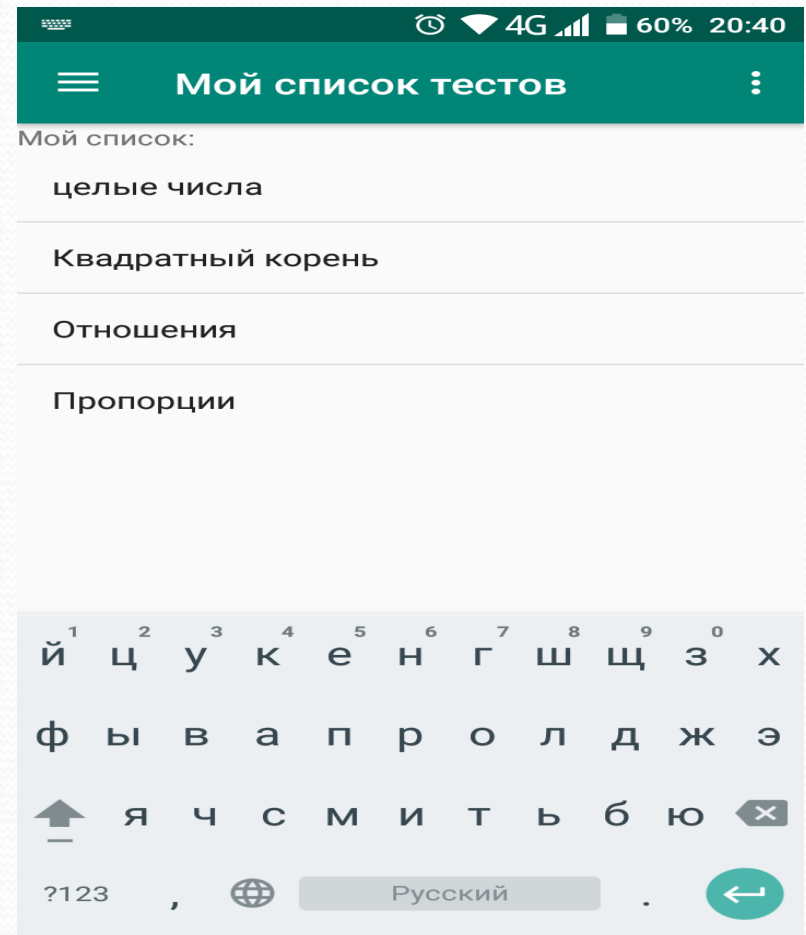 4G 60% 20:40
Мой список тестов
Мой список:
целые числа
Квадратный корень
Отношения
Пропорции
1 2 3 4 5 6 7 8 9 0
й ц у к е н г ш щ з х
ф ы в а п р о л д ж э
я ч с м и т ь б ю
?123 , Русский .